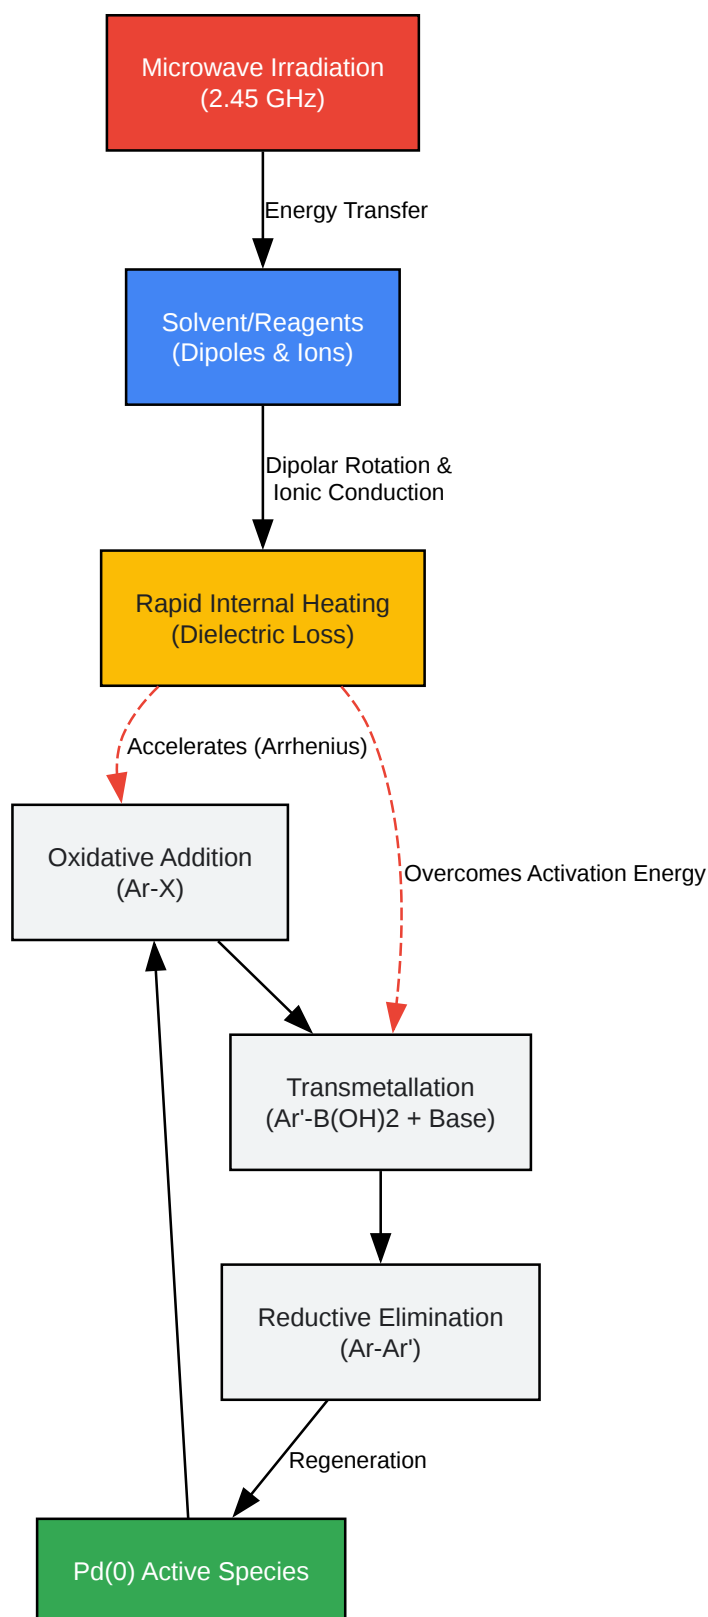 Microwave Irradiation
(2.45 GHz)
Energy Transfer
Solvent/Reagents
(Dipoles & Ions)
Dipolar Rotation &
Ionic Conduction
Rapid Internal Heating
(Dielectric Loss)
Accelerates (Arrhenius)
Oxidative Addition
(Ar-X)
Overcomes Activation Energy
Transmetallation
(Ar'-B(OH)2 + Base)
Reductive Elimination
(Ar-Ar')
Regeneration
Pd(0) Active Species